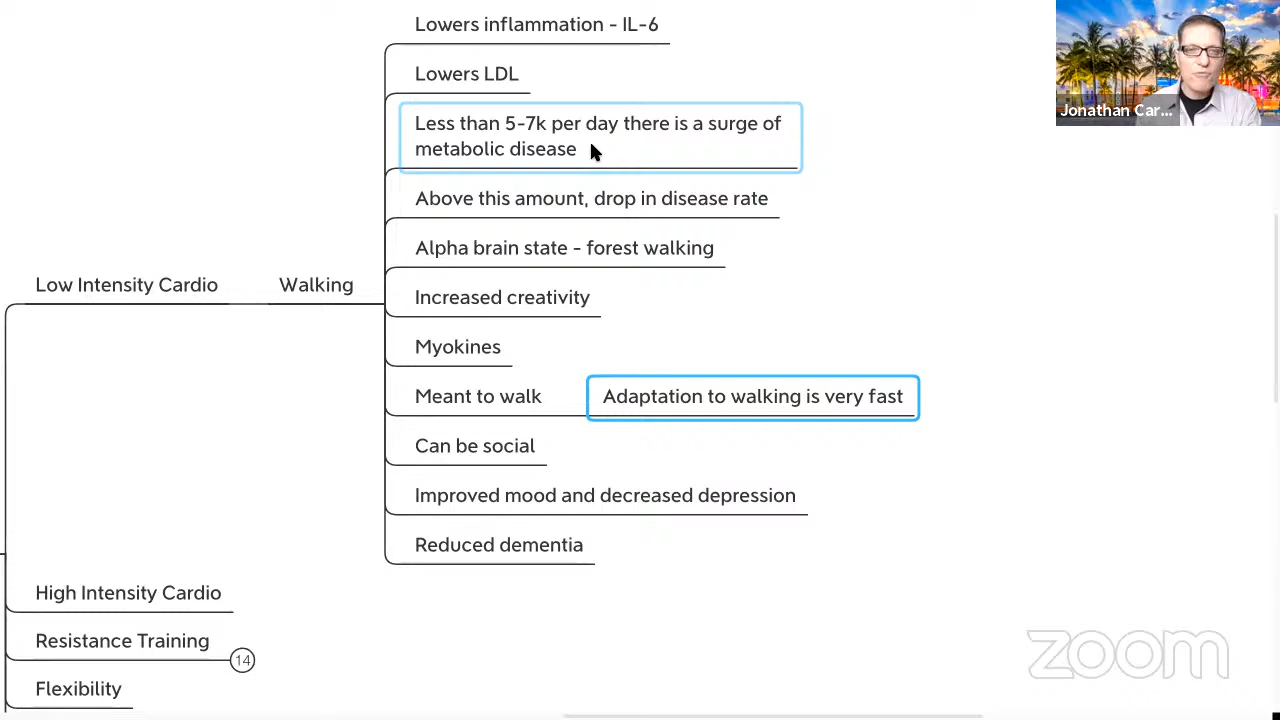 Lowers inflammation - IL-6
Lowers LDL
Less than 5-7k per day there is a surge of
metabolic disease
Above this amount, drop in disease rate
Alpha brain state - forest walking
Low Intensity Cardio
Walking
Increased creativity
Myokines
Meant to walk
Adaptation to walking is very fast
Can be social
Improved mood and decreased depression
Reduced dementia
High Intensity Cardio
Resistance Training
14
Flexibility
Jonathan Car...
zoom